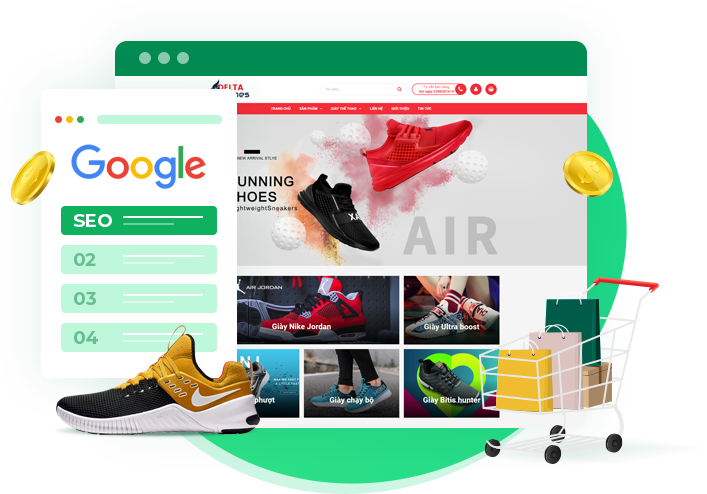 DELTA
TRANG CHỦ SẢN PHẨM GIÀY THỂ THAO LIÊN HỆ GIỚI THIỆU TIN TỨC
Google
SEO
02
03
04
NEW ARRIVAL STLYE
UNNING
HOES
ghtweightSneakers
XA
AIR
AIR JORDAN
Giày Nike Jordan
Giày Ultra boost
phượt
Giày chạy bộ
Giày Bitis hunter